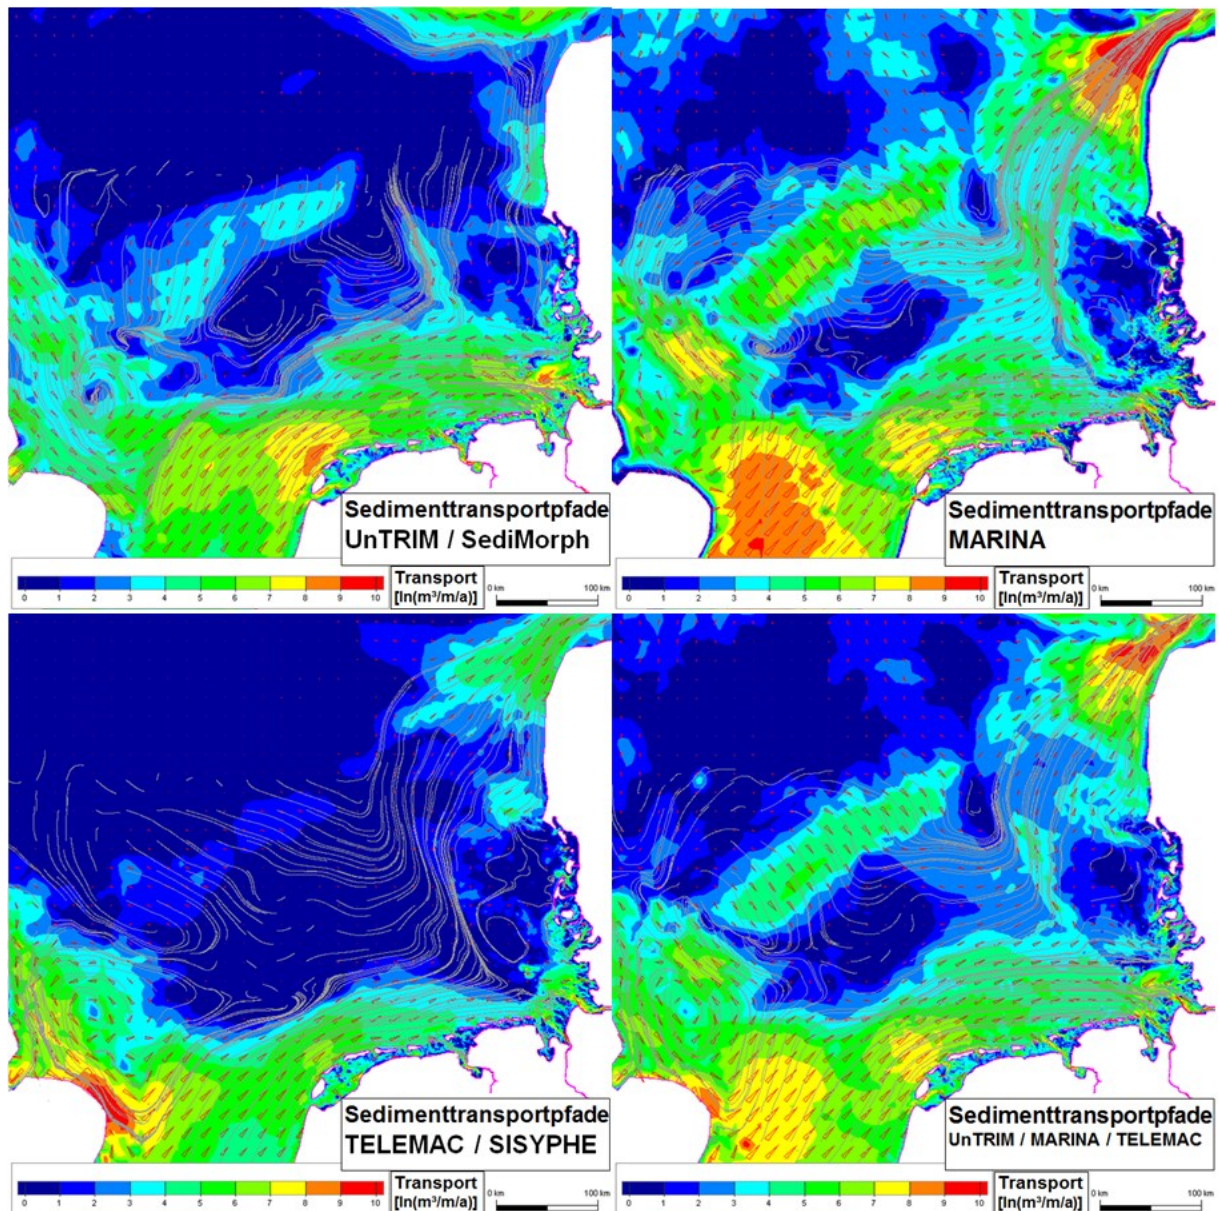 Sedimenttransportpfade
UnTRIM / SediMorph
0 1 2 3 4 5 6 7 8 9 10
Transport
[ln(m³/m/a)]
0 km 100 km
Sedimenttransportpfade
MARINA
0 1 2 3 4 5 6 7 8 9 10
Transport
[ln(m³/m/a)]
0 km 100 km
Sedimenttransportpfade
TELEMAC / SISYPHE
0 1 2 3 4 5 6 7 8 9 10
Transport
[ln(m³/m/a)]
0 km 100 km
Sedimenttransportpfade
UnTRIM / MARINA / TELEMAC
0 1 2 3 4 5 6 7 8 9 10
Transport
[ln(m³/m/a)]
0 km 100 km